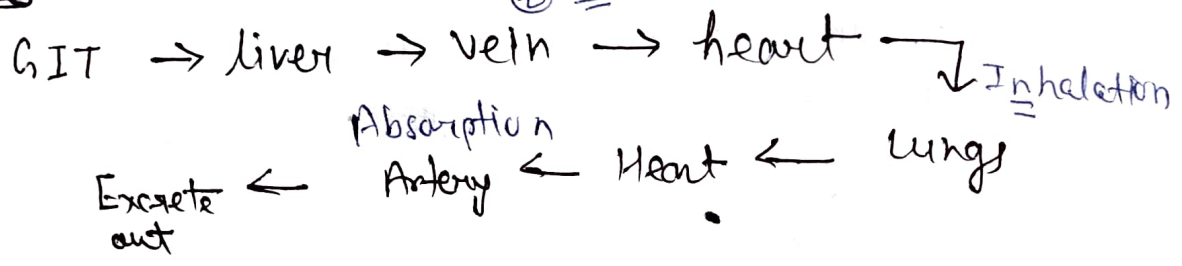 GIT → liver → vein → heart
↓ Inhalation
Absorption
Excrete ← Artery ← Heart ← Lungs
out